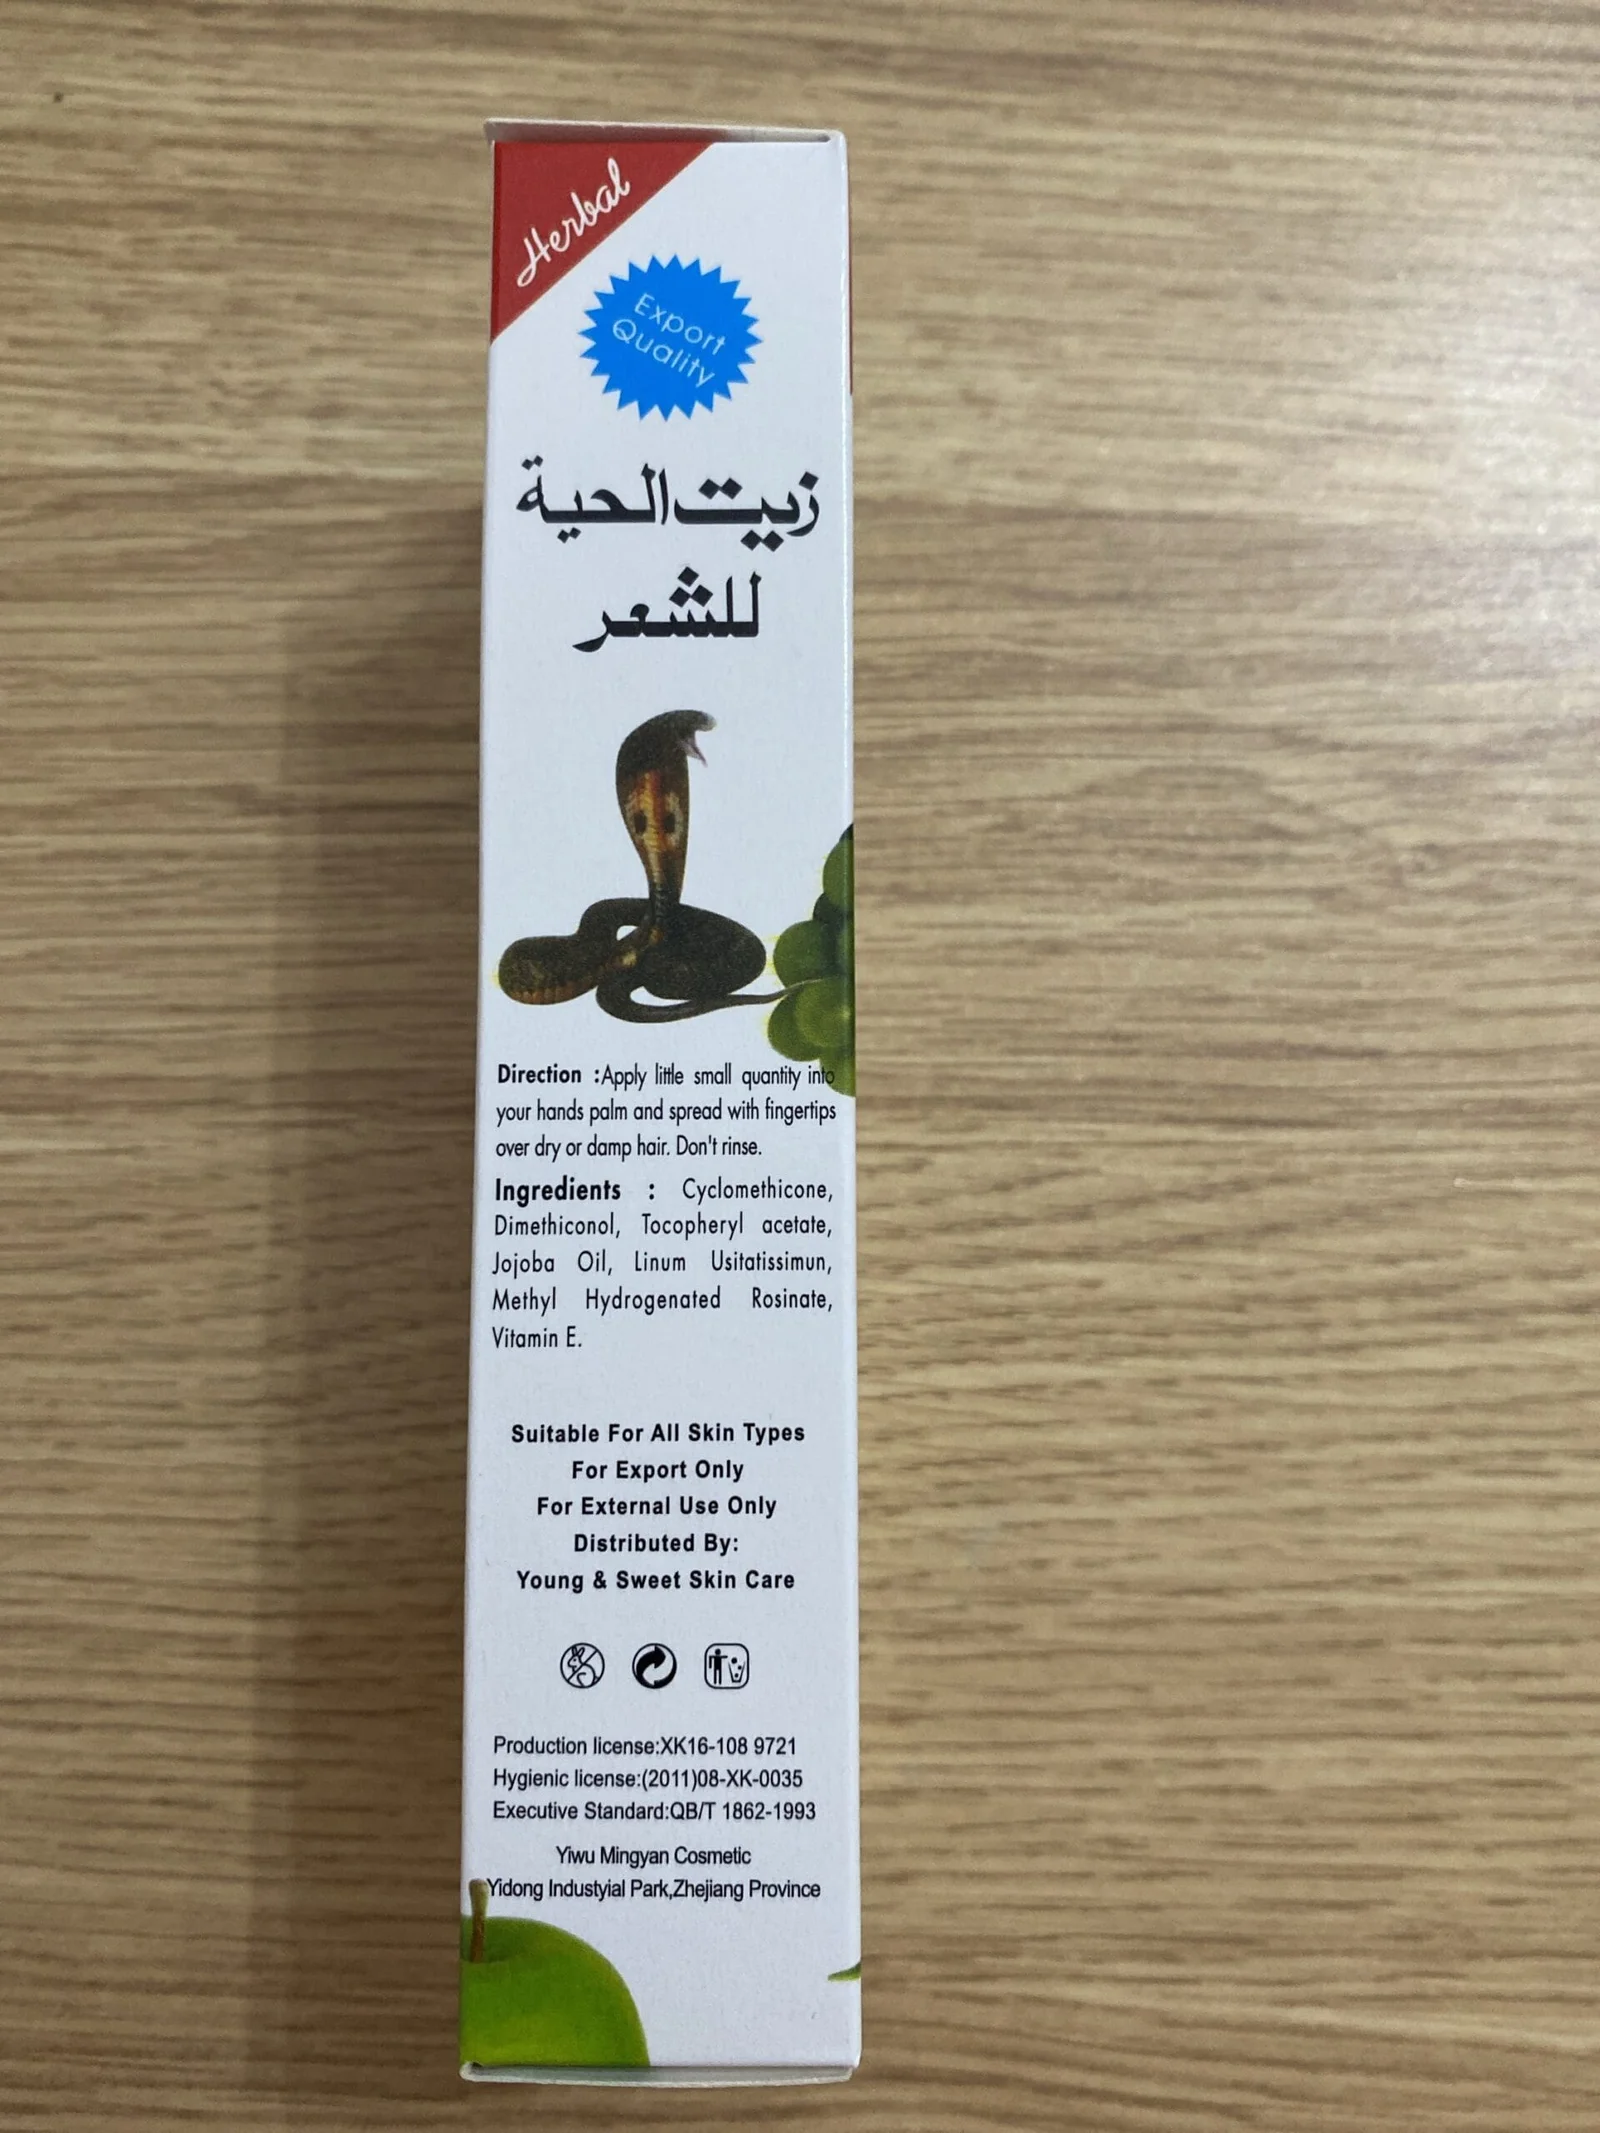 Herbal
Export
Quality
زيت الحية
للشعر
Direction :Apply little small quantity into
your hands palm and spread with fingertips
over dry or damp hair. Don't rinse.
Ingredients : Cyclomethicone,
Dimethiconol, Tocopheryl acetate,
Jojoba Oil, Linum Usitatissimun,
Methyl Hydrogenated Rosinate,
Vitamin E.
Suitable For All Skin Types
For Export Only
For External Use Only
Distributed By:
Young & Sweet Skin Care
Production license:XK16-108 9721
Hygienic license:(2011)08-XK-0035
Executive Standard:QB/T 1862-1993
Yiwu Mingyan Cosmetic
Yidong Industyial Park,Zhejiang Province